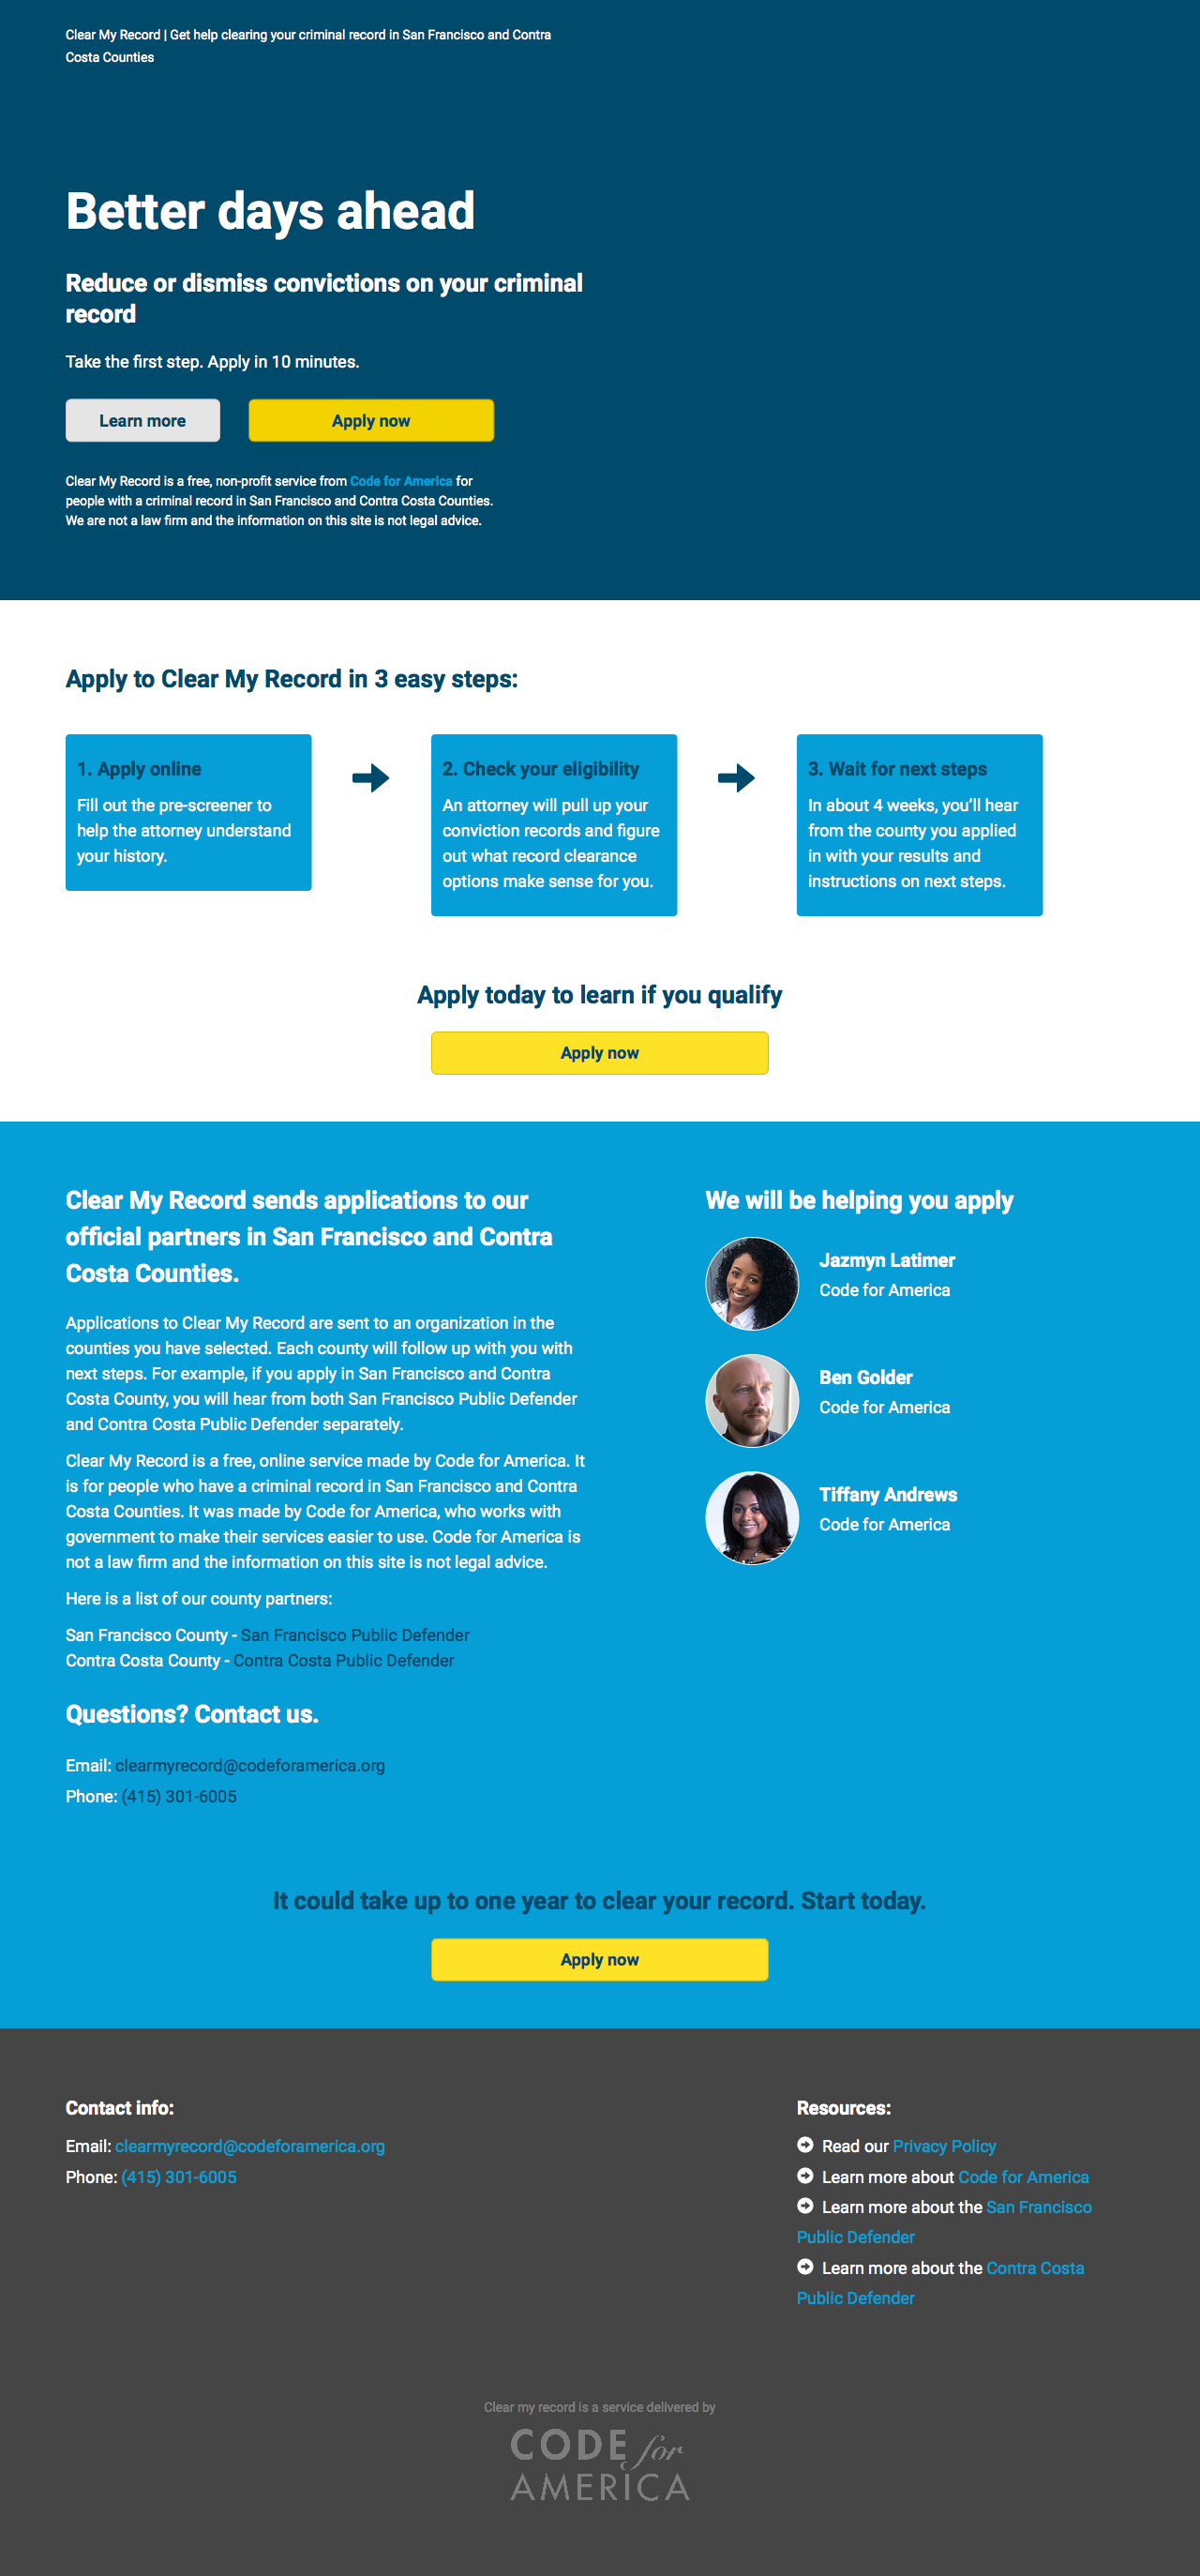 Clear My Record | Get help clearing your criminal record in San Francisco and Contra
Costa Counties
Better days ahead
Reduce or dismiss convictions on your criminal
record
Take the first step. Apply in 10 minutes.
Learn more
Apply now
Clear My Record is a free, non-profit service from Code for America for
people with a criminal record in San Francisco and Contra Costa Counties.
We are not a law firm and the information on this site is not legal advice.
Apply to Clear My Record in 3 easy steps:
1. Apply online
Fill out the pre-screener to
help the attorney understand
your history.
2. Check your eligibility
An attorney will pull up your
conviction records and figure
out what record clearance
options make sense for you.
3. Wait for next steps
In about 4 weeks, you’ll hear
from the county you applied
in with your results and
instructions on next steps.
Apply today to learn if you qualify
Apply now
Clear My Record sends applications to our
official partners in San Francisco and Contra
Costa Counties.
Applications to Clear My Record are sent to an organization in the
counties you have selected. Each county will follow up with you with
next steps. For example, if you apply in San Francisco and Contra
Costa County, you will hear from both San Francisco Public Defender
and Contra Costa Public Defender separately.
Clear My Record is a free, online service made by Code for America. It
is for people who have a criminal record in San Francisco and Contra
Costa Counties. It was made by Code for America, who works with
government to make their services easier to use. Code for America is
not a law firm and the information on this site is not legal advice.
Here is a list of our county partners:
San Francisco County - San Francisco Public Defender
Contra Costa County - Contra Costa Public Defender
Questions? Contact us.
Email: clearmyrecord@codeforamerica.org
Phone: (415) 301-6005
We will be helping you apply
Jazmyn Latimer
Code for America
Ben Golder
Code for America
Tiffany Andrews
Code for America
It could take up to one year to clear your record. Start today.
Apply now
Contact info:
Email: clearmyrecord@codeforamerica.org
Phone: (415) 301-6005
Resources:
Read our Privacy Policy
Learn more about Code for America
Learn more about the San Francisco
Public Defender
Learn more about the Contra Costa
Public Defender
Clear my record is a service delivered by
CODE for
AMERICA